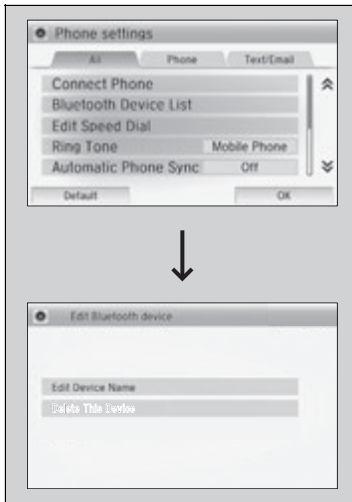 Phone settings
All Phone Text/Email
Connect Phone
Bluetooth Device List
Edit Speed Dial
Ring Tone Mobile Phone
Automatic Phone Sync Off
Default OK
Edit Bluetooth device
Edit Device Name
Delete This Device